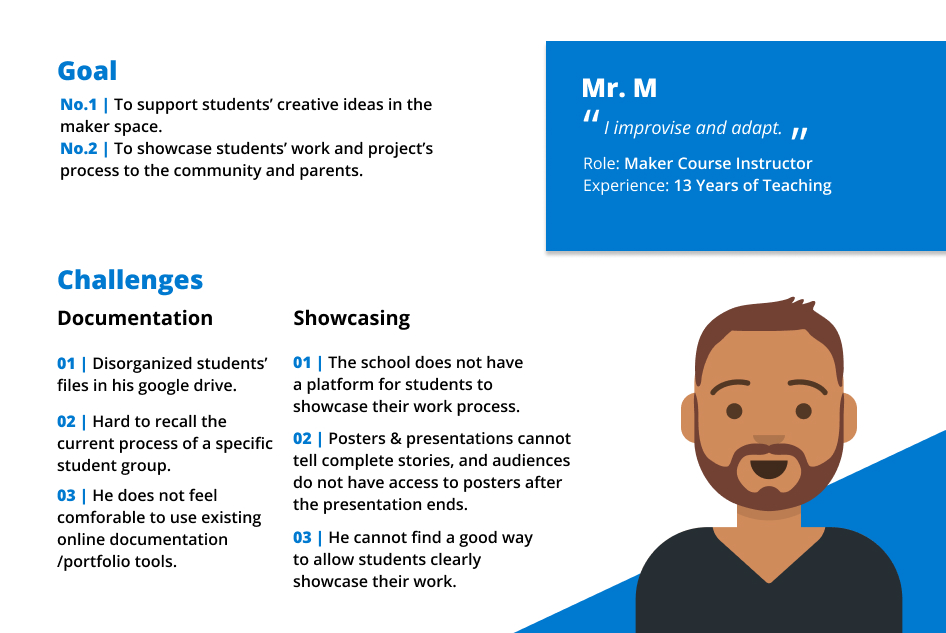 Goal
No.1 | To support students’ creative ideas in the
maker space.
No.2 | To showcase students’ work and project’s
process to the community and parents.
Mr. M
“ I improvise and adapt. ”
Role: Maker Course Instructor
Experience: 13 Years of Teaching
Challenges
Documentation
01 | Disorganized students’
files in his google drive.
02 | Hard to recall the
current process of a specific
student group.
03 | He does not feel
comforable to use existing
online documentation
/portfolio tools.
Showcasing
01 | The school does not have
a platform for students to
showcase their work process.
02 | Posters & presentations cannot
tell complete stories, and audiences
do not have access to posters after
the presentation ends.
03 | He cannot find a good way
to allow students clearly
showcase their work.